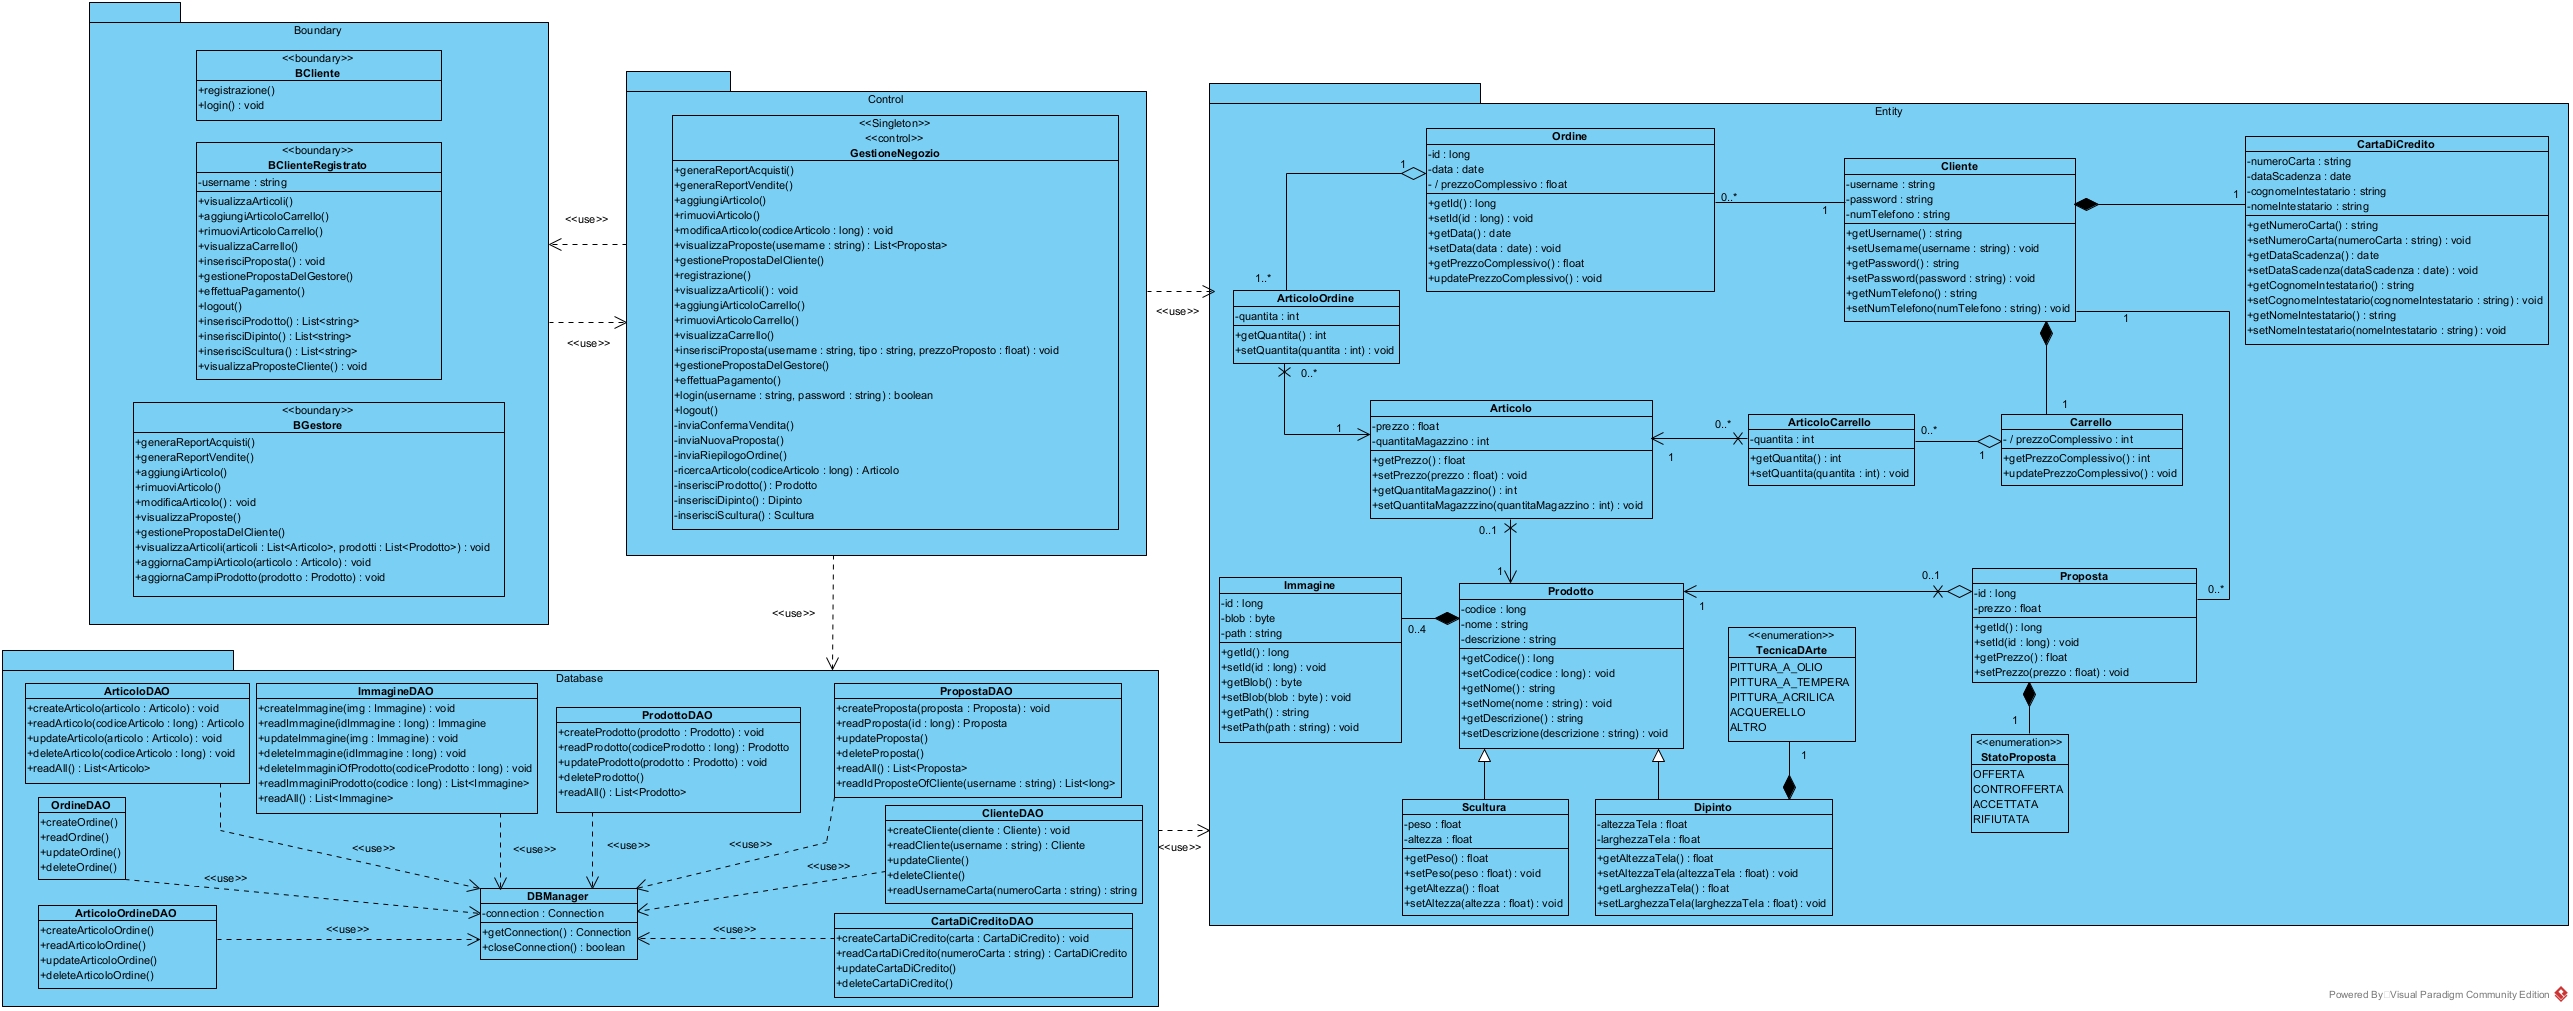 Boundary
<<boundary>>
BCliente
+registrazione()
+login() : void
<<boundary>>
BClienteRegistrato
-username : string
+visualizzaArticoli()
+aggiungiArticoloCarrello()
+rimuoviArticoloCarrello()
+visualizzaCarrello()
+inserisciProposta() : void
+gestionePropostaDelGestore()
+effettuaPagamento()
+logout()
+inserisciProdotto() : List<string>
+inserisciDipinto() : List<string>
+inserisciScultura() : List<string>
+visualizzaProposteCliente() : void
<<boundary>>
BGestore
+generaReportAcquisti()
+generaReportVendite()
+aggiungiArticolo()
+rimuoviArticolo()
+modificaArticolo() : void
+visualizzaProposte()
+gestionePropostaDelCliente()
+visualizzaArticoli(articoli : List<Articolo>, prodotti : List<Prodotto>) : void
+aggiornaCampiArticolo(articolo : Articolo) : void
+aggiornaCampiProdotto(prodotto : Prodotto) : void
<<use>>
<<use>>
Control
<<Singleton>>
<<control>>
GestioneNegozio
+generaReportAcquisti()
+generaReportVendite()
+aggiungiArticolo()
+rimuoviArticolo()
+modificaArticolo(codiceArticolo : long) : void
+visualizzaProposte(username : string) : List<Proposta>
+gestionePropostaDelCliente()
+registrazione()
+visualizzaArticoli() : void
+aggiungiArticoloCarrello()
+rimuoviArticoloCarrello()
+visualizzaCarrello()
+inserisciProposta(username : string, tipo : string, prezzoProposto : float) : void
+gestionePropostaDelGestore()
+effettuaPagamento()
+login(username : string, password : string) : boolean
+logout()
-inviaConfermaVendita()
-inviaNuovaProposta()
-inviaRiepilogoOrdine()
-ricercaArticolo(codiceArticolo : long) : Articolo
-inserisciProdotto() : Prodotto
-inserisciDipinto() : Dipinto
-inserisciScultura() : Scultura
<<use>>
<<use>>
Entity
Ordine
-id : long
-data : date
- / prezzoComplessivo : float
+getId() : long
+setId(id : long) : void
+getData() : date
+setData(data : date) : void
+getPrezzoComplessivo() : float
+updatePrezzoComplessivo() : void
1
1..*
0..*
1
Cliente
-username : string
-password : string
-numTelefono : string
+getUsername() : string
+setUsername(username : string) : void
+getPassword() : string
+setPassword(password : string) : void
+getNumTelefono() : string
+setNumTelefono(numTelefono : string) : void
1
CartaDiCredito
-numeroCarta : string
-dataScadenza : date
-cognomeIntestatario : string
-nomeIntestatario : string
+getNumeroCarta() : string
+setNumeroCarta(numeroCarta : string) : void
+getDataScadenza() : date
+setDataScadenza(dataScadenza : date) : void
+getCognomeIntestatario() : string
+setCognomeIntestatario(cognomeIntestatario : string) : void
+getNomeIntestatario() : string
+setNomeIntestatario(nomeIntestatario : string) : void
ArticoloOrdine
-quantita : int
+getQuantita() : int
+setQuantita(quantita : int) : void
0..*
1
1
1
Articolo
-prezzo : float
-quantitaMagazzino : int
+getPrezzo() : float
+setPrezzo(prezzo : float) : void
+getQuantitaMagazzino() : int
+setQuantitaMagazzzino(quantitaMagazzino : int) : void
0..*
1
ArticoloCarrello
-quantita : int
+getQuantita() : int
+setQuantita(quantita : int) : void
0..*
1
Carrello
- / prezzoComplessivo : int
+getPrezzoComplessivo() : int
+updatePrezzoComplessivo() : void
0..1
1
Immagine
-id : long
-blob : byte
-path : string
+getId() : long
+setId(id : long) : void
+getBlob() : byte
+setBlob(blob : byte) : void
+getPath() : string
+setPath(path : string) : void
0..4
Prodotto
-codice : long
-nome : string
-descrizione : string
+getCodice() : long
+setCodice(codice : long) : void
+getNome() : string
+setNome(nome : string) : void
+getDescrizione() : string
+setDescrizione(descrizione : string) : void
1
0..1
0..*
Proposta
-id : long
-prezzo : float
+getId() : long
+setId(id : long) : void
+getPrezzo() : float
+setPrezzo(prezzo : float) : void
<<enumeration>>
TecnicaDArte
PITTURA_A_OLIO
PITTURA_A_TEMPERA
PITTURA_ACRILICA
ACQUERELLO
ALTRO
1
1
<<enumeration>>
StatoProposta
OFFERTA
CONTROFFERTA
ACCETTATA
RIFIUTATA
Scultura
-peso : float
-altezza : float
+getPeso() : float
+setPeso(peso : float) : void
+getAltezza() : float
+setAltezza(altezza : float) : void
Dipinto
-altezzaTela : float
-larghezzaTela : float
+getAltezzaTela() : float
+setAltezzaTela(altezzaTela : float) : void
+getLarghezzaTela() : float
+setLarghezzaTela(larghezzaTela : float) : void
Database
ArticoloDAO
+createArticolo(articolo : Articolo) : void
+readArticolo(codiceArticolo : long) : Articolo
+updateArticolo(articolo : Articolo) : void
+deleteArticolo(codiceArticolo : long) : void
+readAll() : List<Articolo>
ImmagineDAO
+createImmagine(img : Immagine) : void
+readImmagine(idImmagine : long) : Immagine
+updateImmagine(img : Immagine) : void
+deleteImmagine(idImmagine : long) : void
+deleteImmaginiOfProdotto(codiceProdotto : long) : void
+readImmaginiProdotto(codice : long) : List<Immagine>
+readAll() : List<Immagine>
ProdottoDAO
+createProdotto(prodotto : Prodotto) : void
+readProdotto(codiceProdotto : long) : Prodotto
+updateProdotto(prodotto : Prodotto) : void
+deleteProdotto()
+readAll() : List<Prodotto>
PropostaDAO
+createProposta(proposta : Proposta) : void
+readProposta(id : long) : Proposta
+updateProposta()
+deleteProposta()
+readAll() : List<Proposta>
+readIdProposteOfCliente(username : string) : List<long>
OrdineDAO
+createOrdine()
+readOrdine()
+updateOrdine()
+deleteOrdine()
ClienteDAO
+createCliente(cliente : Cliente) : void
+readCliente(username : string) : Cliente
+updateCliente()
+deleteCliente()
+readUsernameCarta(numeroCarta : string) : string
<<use>>
<<use>>
<<use>>
<<use>>
<<use>>
<<use>>
<<use>>
DBManager
-connection : Connection
+getConnection() : Connection
+closeConnection() : boolean
ArticoloOrdineDAO
+createArticoloOrdine()
+readArticoloOrdine()
+updateArticoloOrdine()
+deleteArticoloOrdine()
<<use>>
<<use>>
CartaDiCreditoDAO
+createCartaDiCredito(carta : CartaDiCredito) : void
+readCartaDiCredito(numeroCarta : string) : CartaDiCredito
+updateCartaDiCredito()
+deleteCartaDiCredito()
Powered By Visual Paradigm Community Edition